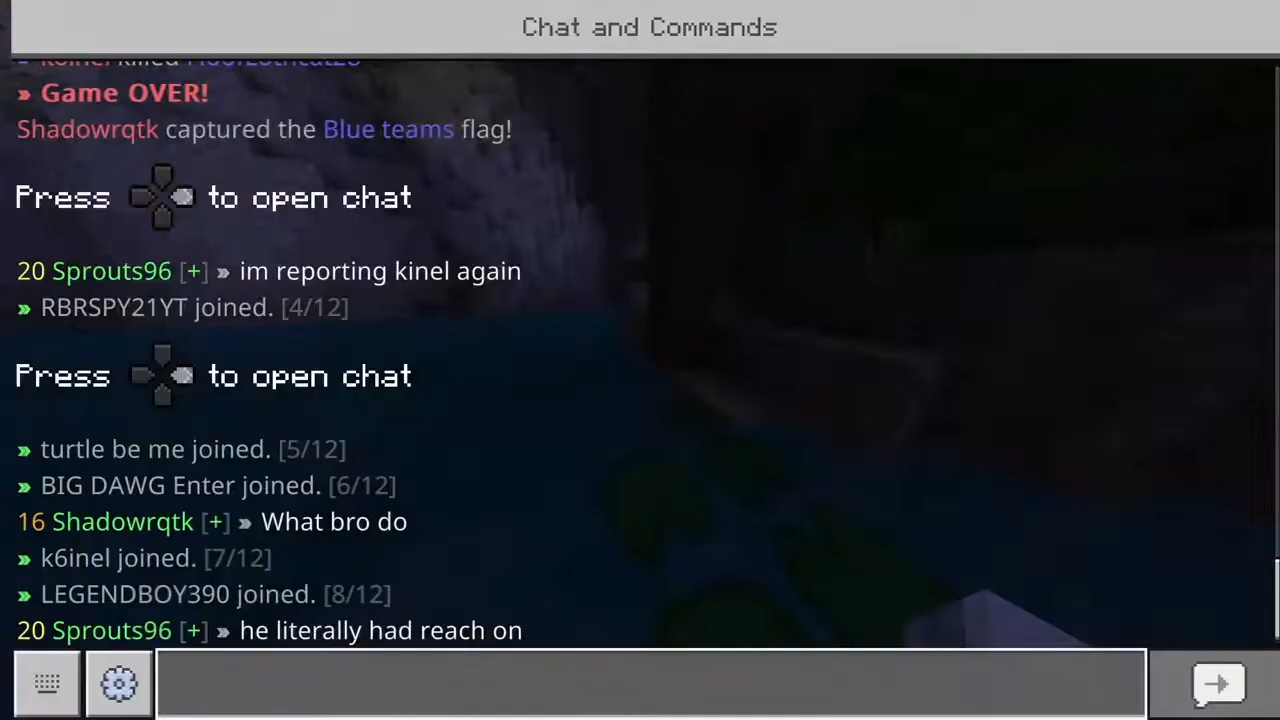 Chat and Commands
» Game OVER!
Shadowrqtk captured the Blue teams flag!
Press to open chat
20 Sprouts96 [+] » im reporting kinel again
» RBRSPY21YT joined. [4/12]
Press to open chat
» turtle be me joined. [5/12]
» BIG DAWG Enter joined. [6/12]
16 Shadowrqtk [+] » What bro do
» k6inel joined. [7/12]
» LEGENDBOY390 joined. [8/12]
20 Sprouts96 [+] » he literally had reach on